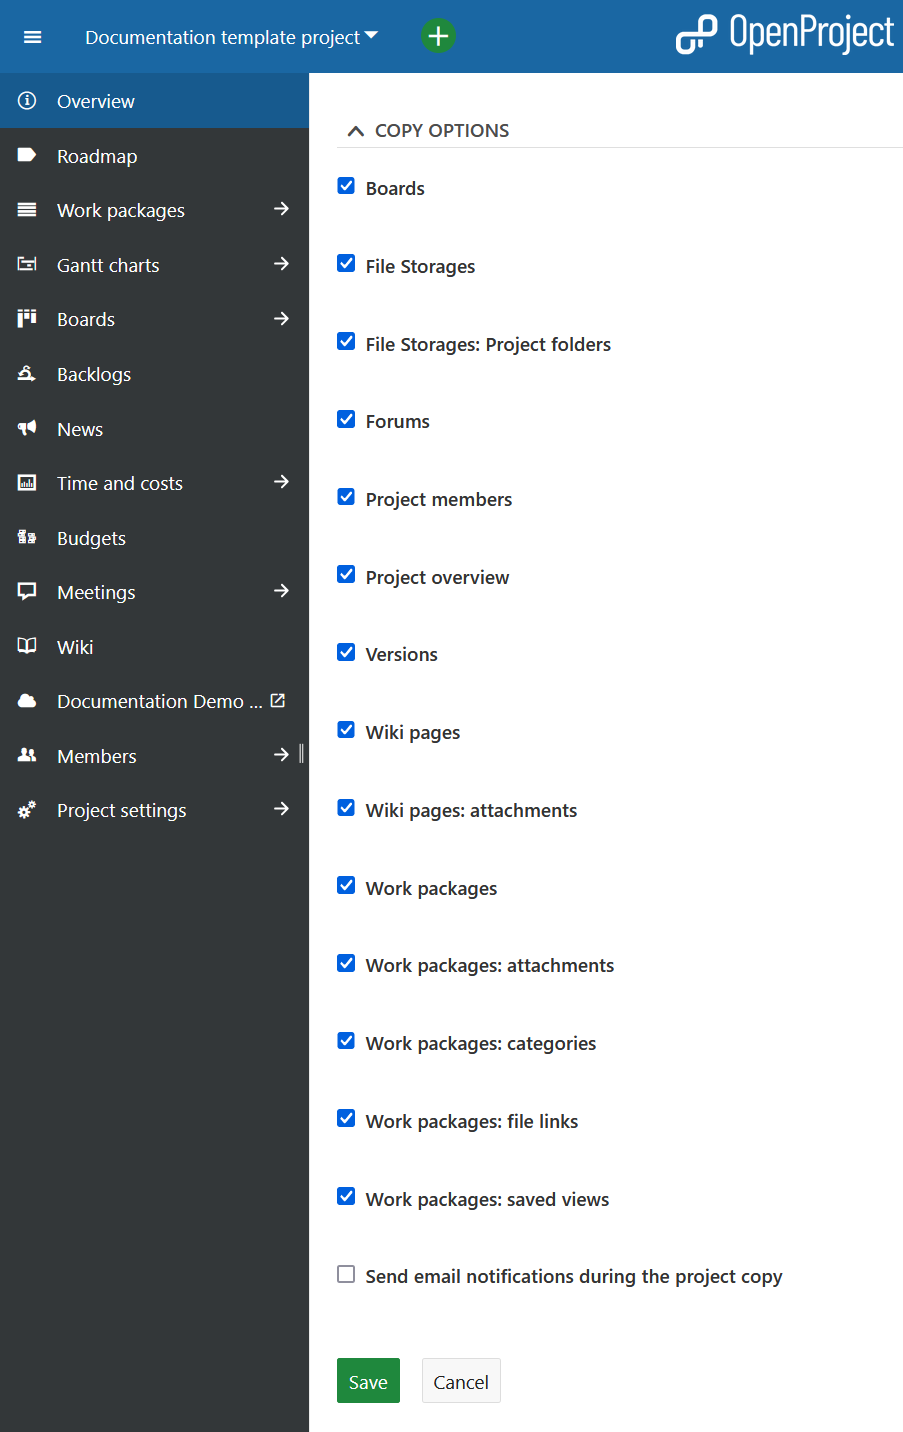 Documentation template project
OpenProject
Overview
Roadmap
Work packages
Gantt charts
Boards
Backlogs
News
Time and costs
Budgets
Meetings
Wiki
Documentation Demo ...
Members
Project settings
COPY OPTIONS
Boards
File Storages
File Storages: Project folders
Forums
Project members
Project overview
Versions
Wiki pages
Wiki pages: attachments
Work packages
Work packages: attachments
Work packages: categories
Work packages: file links
Work packages: saved views
Send email notifications during the project copy
Save
Cancel